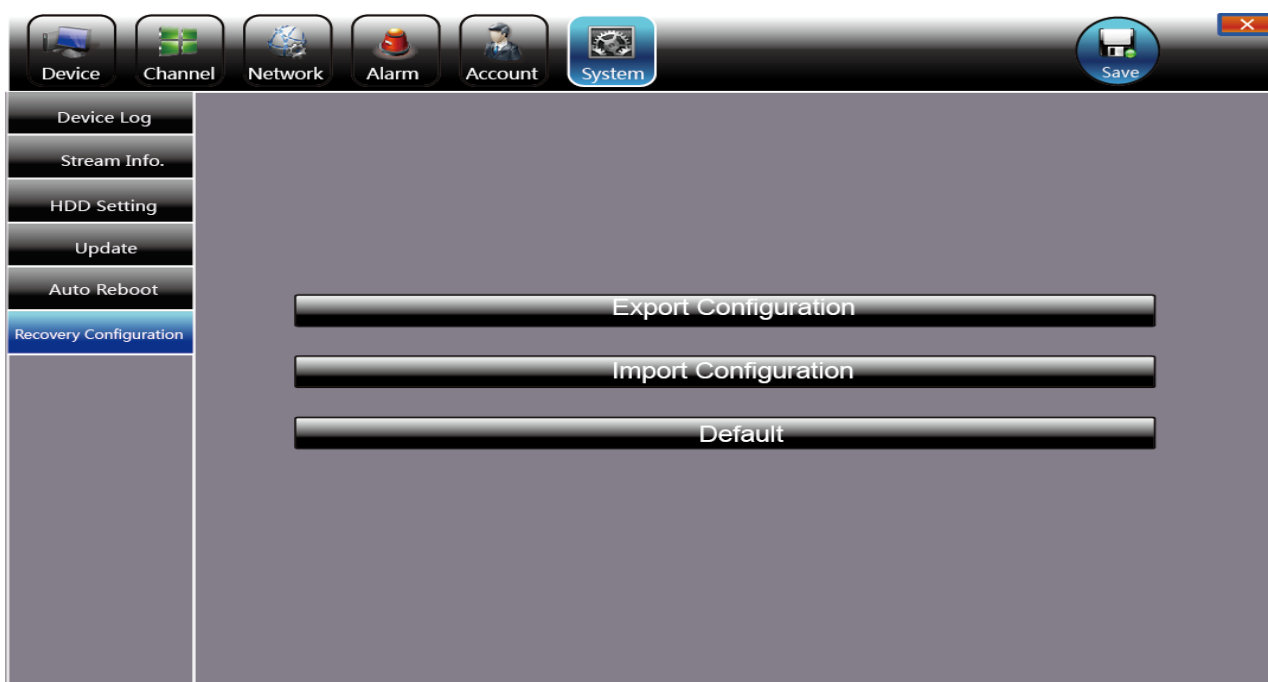 Device Channel Network Alarm Account System Save
Device Log
Stream Info.
HDD Setting
Update
Auto Reboot
Recovery Configuration
Export Configuration
Import Configuration
Default